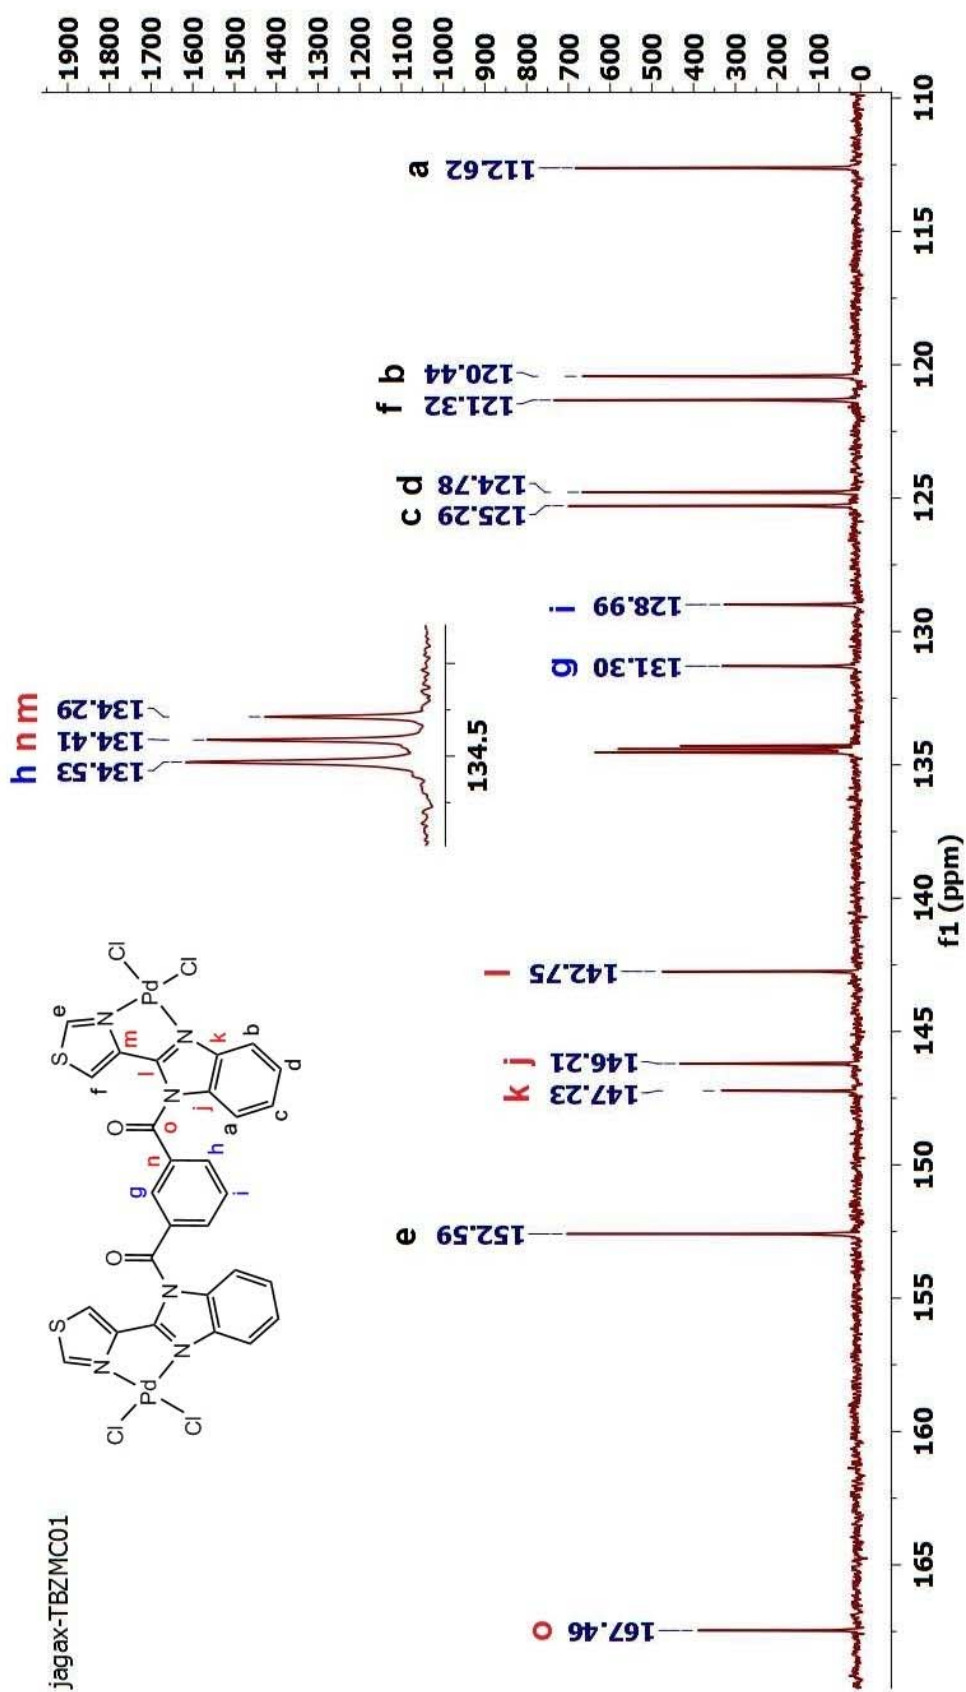 jagax-TBZMC01
Cl
Cl
Pd
N
S
N
N
O
g
n
i
h
O
o
N
l
j
a
c
d
b
k
N
m
f
S
e
N
Pd
Cl
Cl
h n m
134.53
134.41
134.29
134.5
o
167.46
e
152.59
k j
147.23
146.21
l
142.75
g
131.30
i
128.99
c d
125.29
124.78
f b
121.32
120.44
a
112.62
1900
1800
1700
1600
1500
1400
1300
1200
1100
1000
900
800
700
600
500
400
300
200
100
0
165 160 155 150 145 140 135 130 125 120 115 110
f1 (ppm)